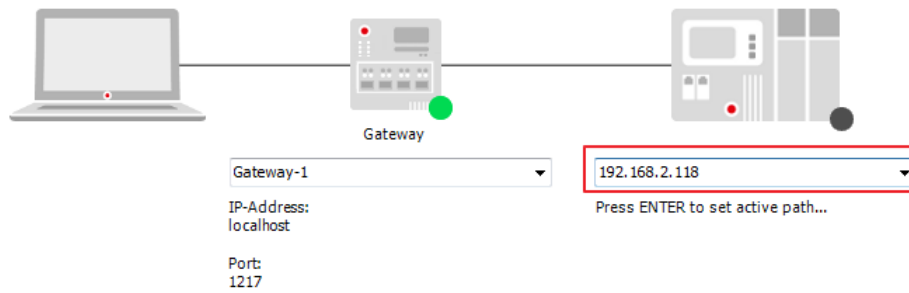 Gateway
Gateway-1
192.168.2.118
IP-Address:
localhost
Press ENTER to set active path...
Port:
1217